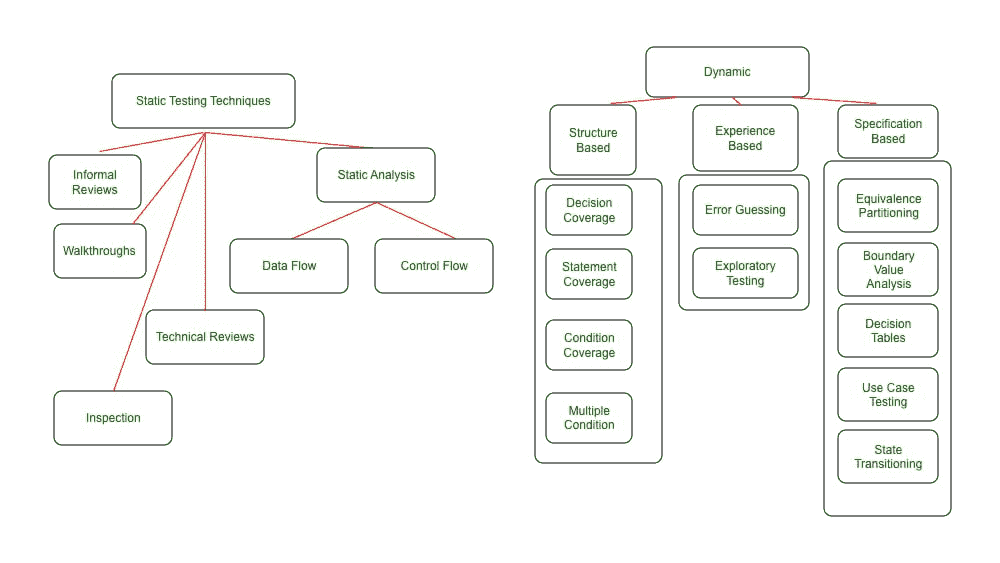 Static Testing Techniques
Informal
Reviews
Walkthroughs
Static Analysis
Data Flow
Control Flow
Technical Reviews
Inspection
Dynamic
Structure
Based
Decision
Coverage
Statement
Coverage
Condition
Coverage
Multiple
Condition
Experience
Based
Error Guessing
Exploratory
Testing
Specification
Based
Equivalence
Partitioning
Boundary
Value
Analysis
Decision
Tables
Use Case
Testing
State
Transitioning